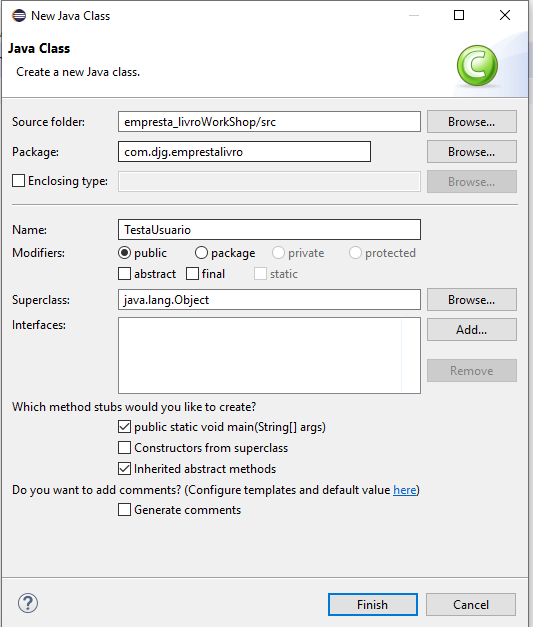 New Java Class
Java Class
Create a new Java class.
C
Source folder: empresta_livroWorkShop/src Browse...
Package: com.djg.emprestalivro Browse...
Enclosing type: Browse...
Name: TestaUsuario
Modifiers: public package private protected
abstract final static
Superclass: java.lang.Object Browse...
Interfaces: Add...
Remove
Which method stubs would you like to create?
public static void main(String[] args)
Constructors from superclass
Inherited abstract methods
Do you want to add comments? (Configure templates and default value here)
Generate comments
? Finish Cancel